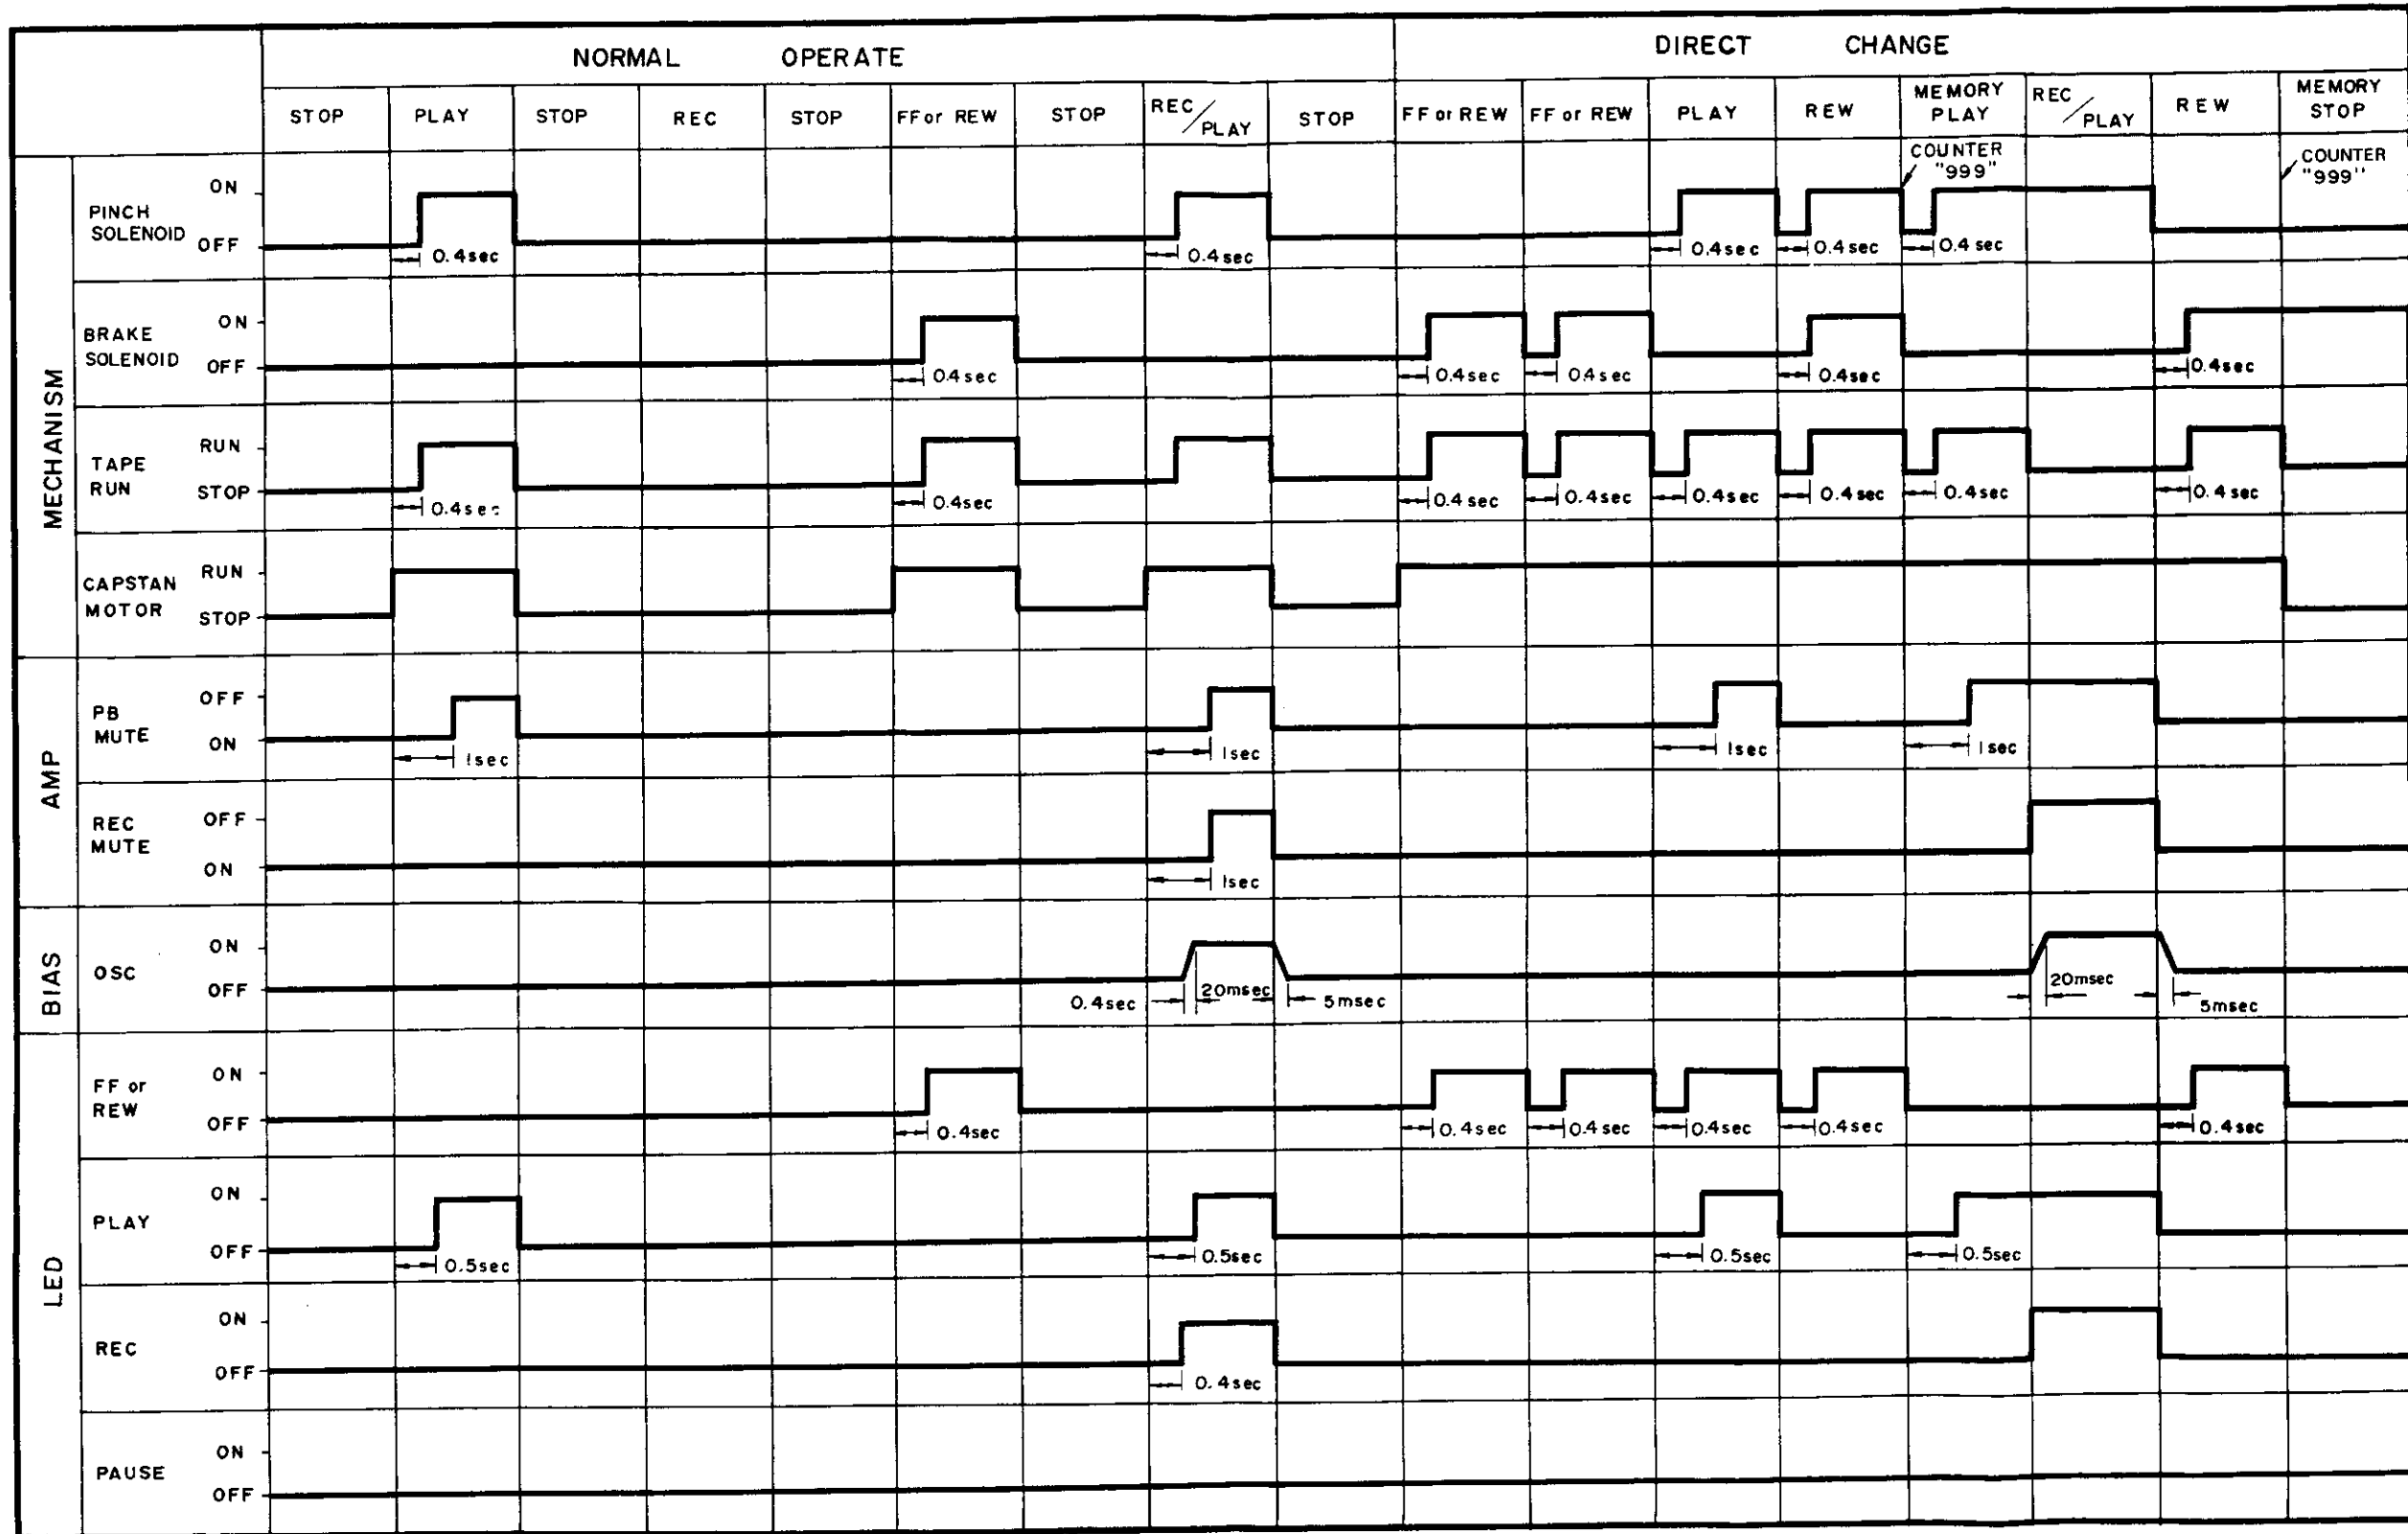 NORMAL OPERATE DIRECT CHANGE
STOP PLAY STOP REC STOP FF or REW STOP REC / PLAY STOP FF or REW FF or REW PLAY REW MEMORY PLAY REC / PLAY REW MEMORY STOP
COUNTER "999" COUNTER "999"
MECHANISM
PINCH SOLENOID ON OFF
0.4sec 0.4sec 0.4sec 0.4sec 0.4sec
BRAKE SOLENOID ON OFF
0.4sec 0.4sec 0.4sec 0.4sec 0.4sec
TAPE RUN RUN STOP
0.4sec 0.4sec 0.4sec 0.4sec 0.4sec 0.4sec 0.4sec 0.4sec
CAPSTAN MOTOR RUN STOP
AMP
PB MUTE OFF ON
1sec 1sec 1sec 1sec
REC MUTE OFF ON
1sec
BIAS
OSC ON OFF
0.4sec 20msec 5msec 20msec 5msec
LED
FF or REW ON OFF
0.4sec 0.4sec 0.4sec 0.4sec 0.4sec 0.4sec
PLAY ON OFF
0.5sec 0.5sec 0.5sec 0.5sec
REC ON OFF
0.4sec
PAUSE ON OFF